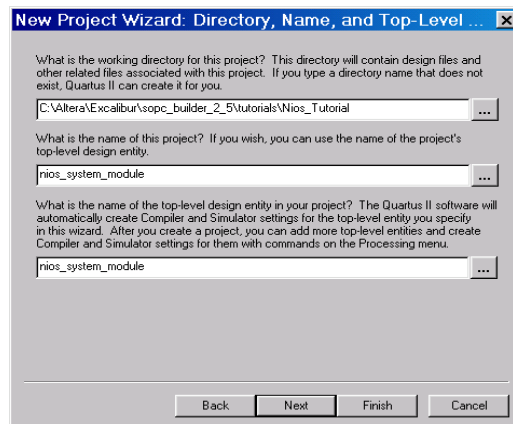 New Project Wizard: Directory, Name, and Top-Level ...
What is the working directory for this project? This directory will contain design files and
other related files associated with this project. If you type a directory name that does not
exist, Quartus II can create it for you.
C:\Altera\Excalibur\sopc_builder_2_5\tutorials\Nios_Tutorial
...
What is the name of this project? If you wish, you can use the name of the project's
top-level design entity.
nios_system_module
What is the name of the top-level design entity in your project? The Quartus II software will
automatically create Compiler and Simulator settings for the top-level entity you specify
in this wizard. After you create a project, you can add more top-level entities and create
Compiler and Simulator settings for them with commands on the Processing menu.
nios_system_module
...
Back Next Finish Cancel